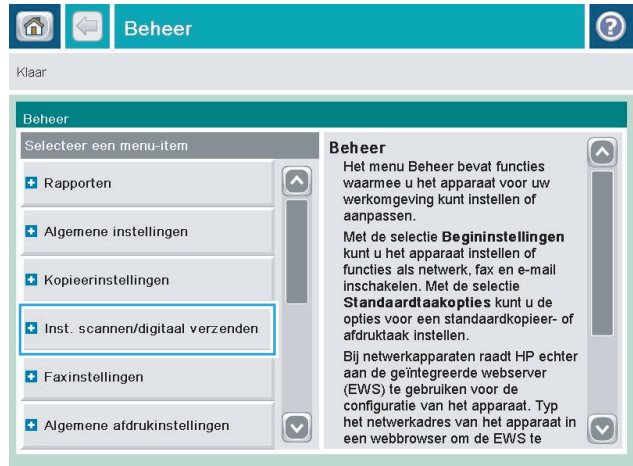 Beheer
?
Klaar
Beheer
Selecteer een menu-item
Rapporten
Algemene instellingen
Kopieerinstellingen
Inst. scannen/digitaal verzenden
Faxinstellingen
Algemene afdrukinstellingen
Beheer
Het menu Beheer bevat functies
waarmee u het apparaat voor uw
werkomgeving kunt instellen of
aanpassen.
Met de selectie Begininstellingen
kunt u het apparaat instellen of
functies als netwerk, fax en e-mail
inschakelen. Met de selectie
Standaardtaakopties kunt u de
opties voor een standaardkopieer- of
afdruktaak instellen.
Bij netwerkapparaten raadt HP echter
aan de geïntegreerde webserver
(EWS) te gebruiken voor de
configuratie van het apparaat. Typ
het netwerkadres van het apparaat in
een webbrowser om de EWS te